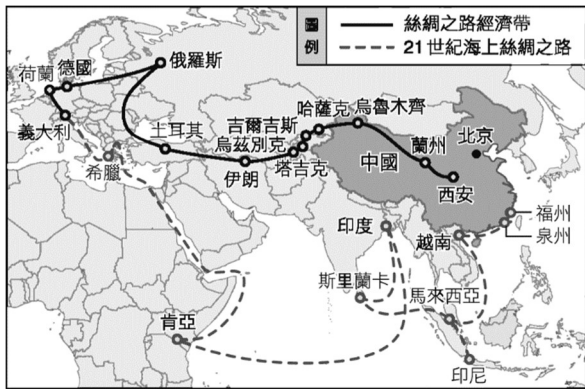 圖例
絲綢之路經濟帶
21世紀海上絲綢之路
荷蘭
德國
俄羅斯
義大利
希臘
土耳其
吉爾吉斯
烏茲別克
伊朗
塔吉克
哈薩克
烏魯木齊
中國
蘭州
北京
西安
福州
泉州
印度
越南
斯里蘭卡
馬來西亞
肯亞
印尼